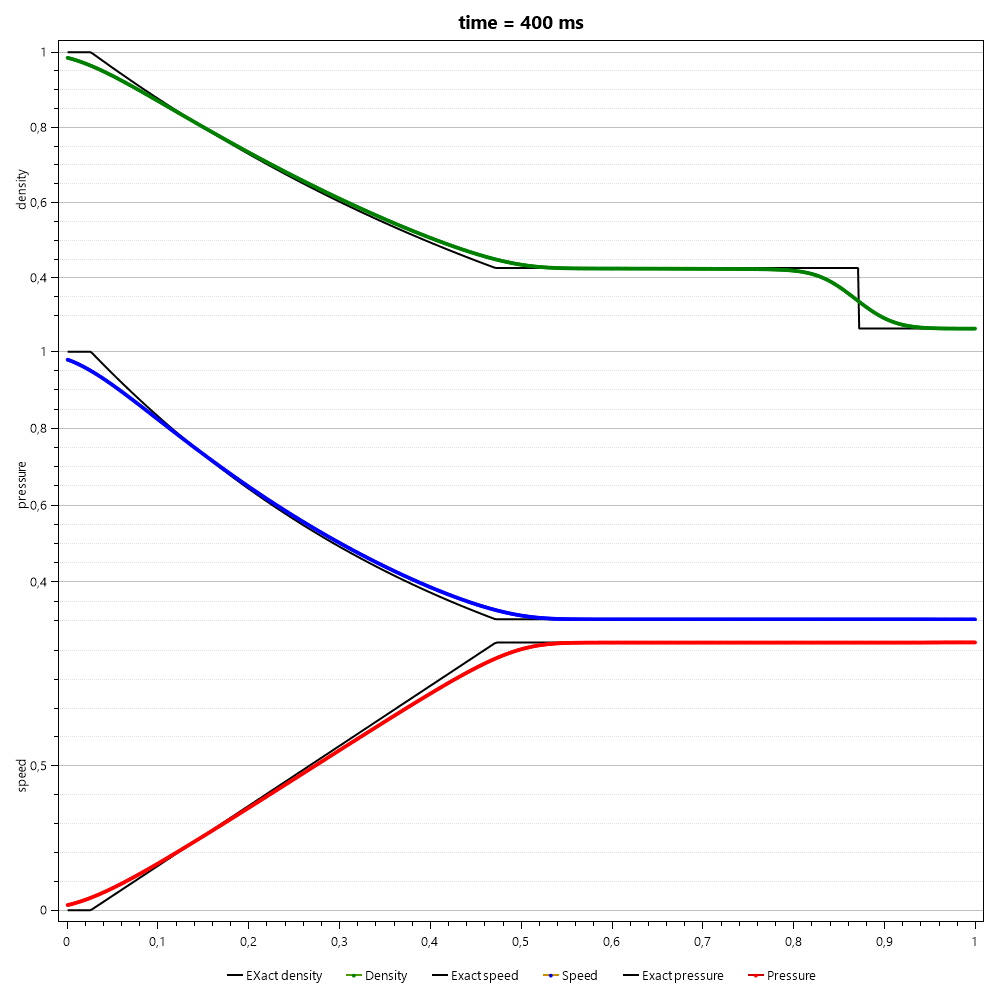 time = 400 ms
1
0,8
0,6
0,4
density
1
0,8
0,6
0,4
pressure
0,5
0
speed
0 0,1 0,2 0,3 0,4 0,5 0,6 0,7 0,8 0,9 1
EXact density Density Exact speed Speed Exact pressure Pressure